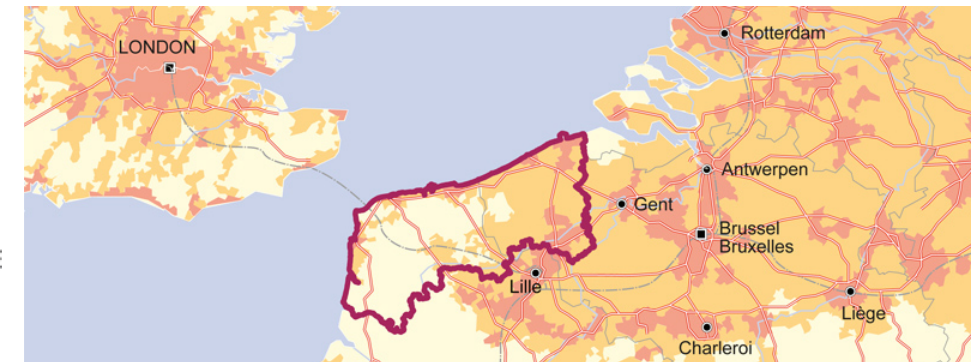 LONDON
Rotterdam
Antwerpen
Gent
Brussel
Bruxelles
Lille
Liège
Charleroi